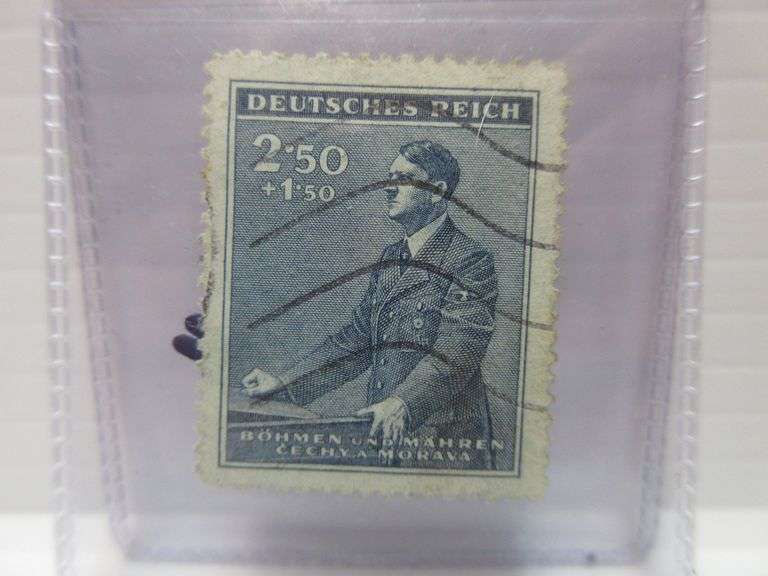 DEUTSCHES REICH
2·50
+1·50
BÖHMEN UND MÄHREN
ČECHY A MORAVA